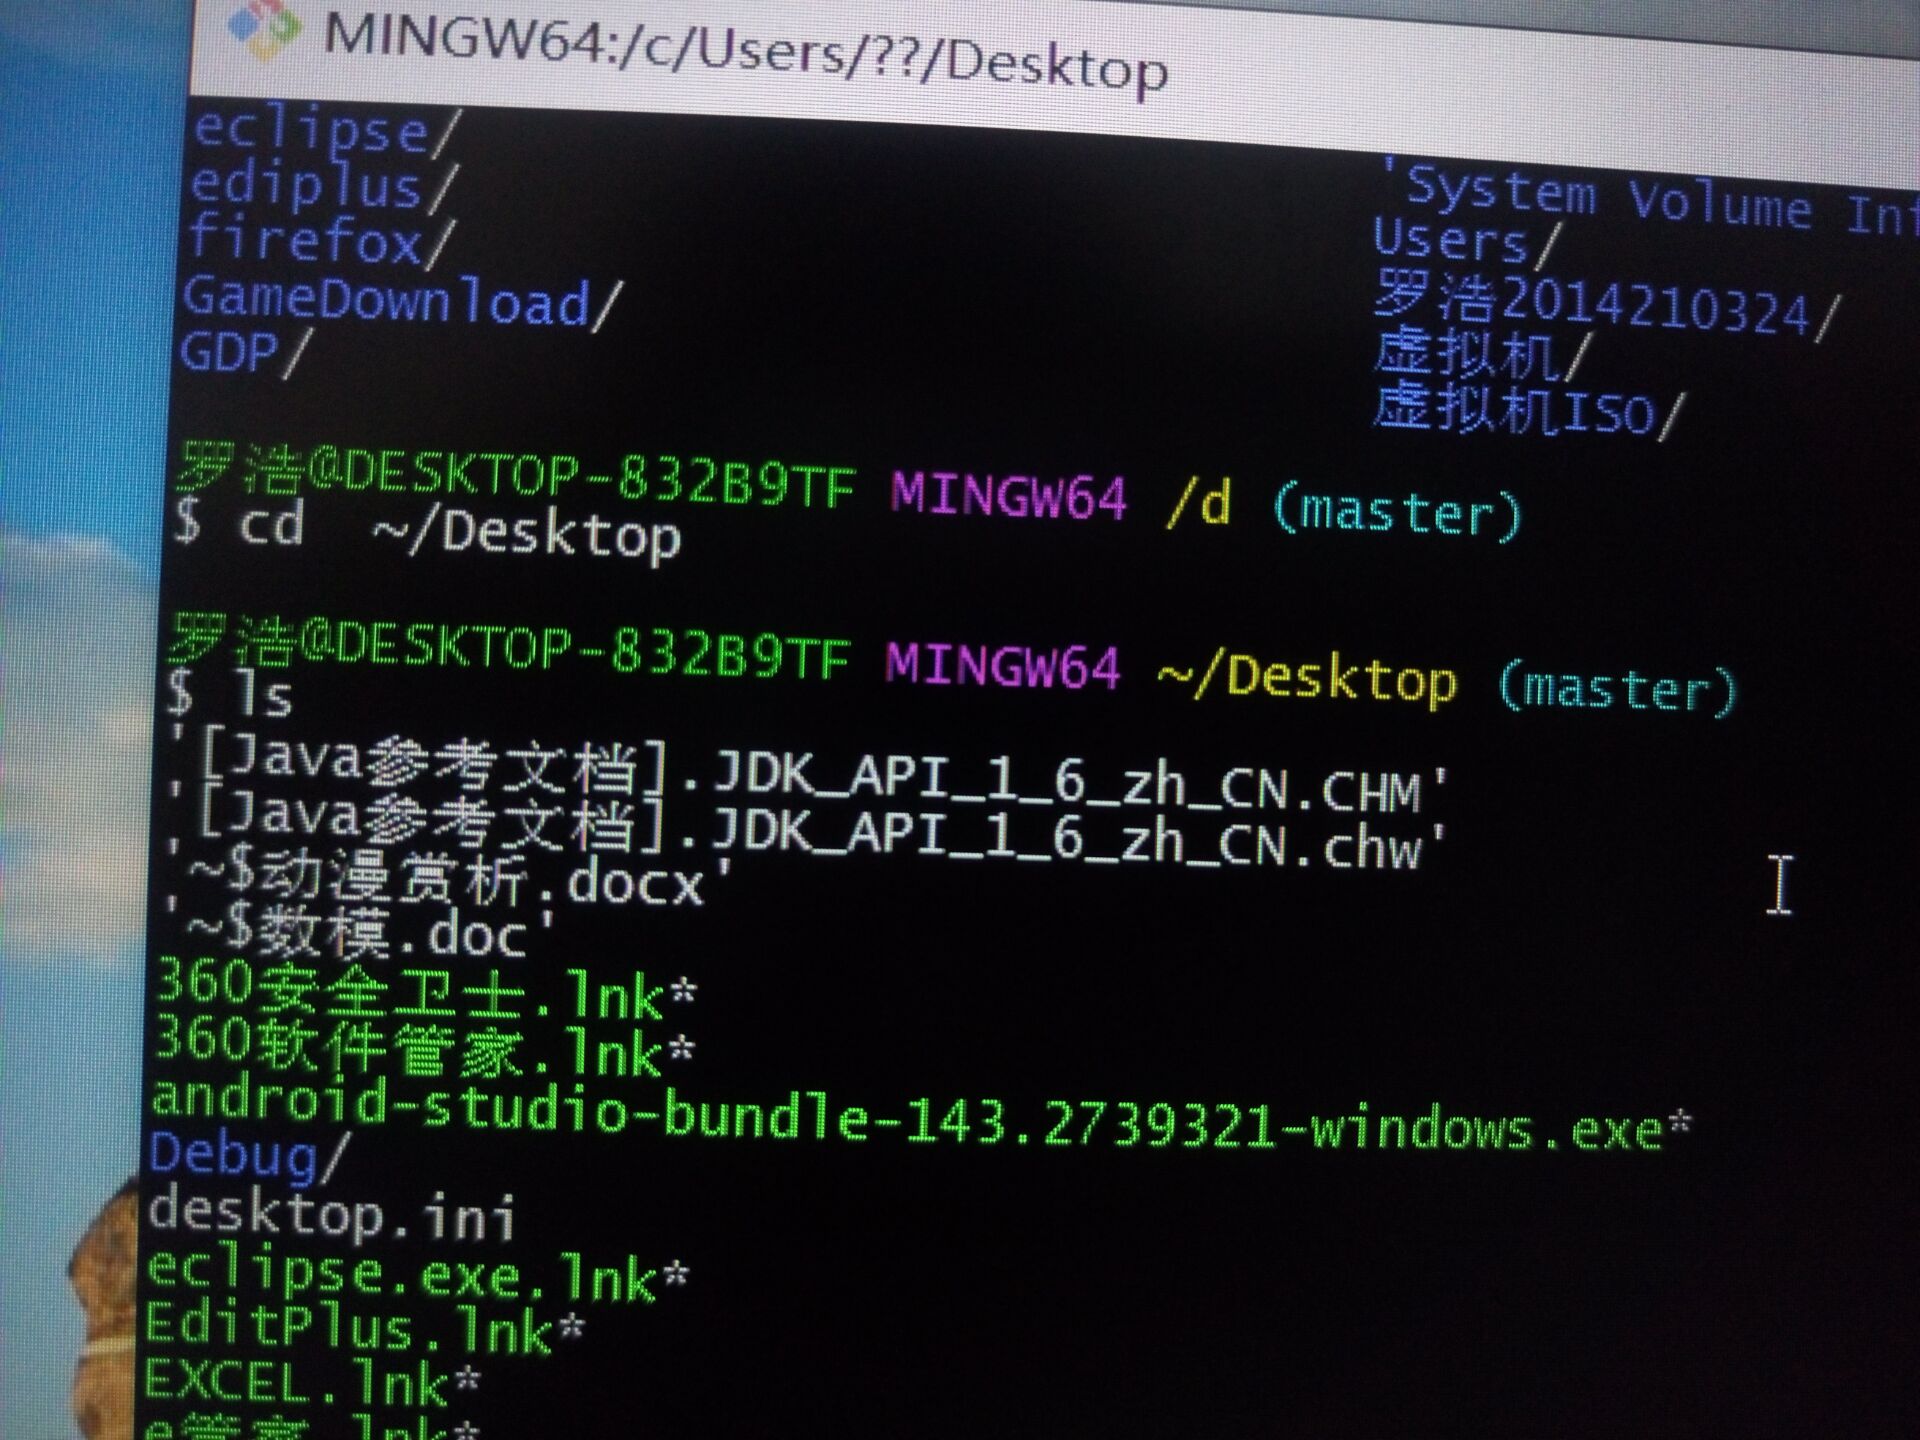 MINGW64:/c/Users/??/Desktop
eclipse/
ediplus/ 'System Volume
firefox/ Users/
GameDownload/ 罗浩2014210324/
GDP/ 虚拟机/
虚拟机ISO/
罗浩@DESKTOP-832B9TF MINGW64 /d (master)
$ cd  ~/Desktop
罗浩@DESKTOP-832B9TF MINGW64 ~/Desktop (master)
$ ls
'[Java参考文档].JDK_API_1_6_zh_CN.CHM'
'[Java参考文档].JDK_API_1_6_zh_CN.chw'
'~$动漫赏析.docx'
'~$数模.doc'
360安全卫士.lnk*
360软件管家.lnk*
android-studio-bundle-143.2739321-windows.exe*
Debug/
desktop.ini
eclipse.exe.lnk*
EditPlus.lnk*
EXCEL.lnk*
e管家.lnk*